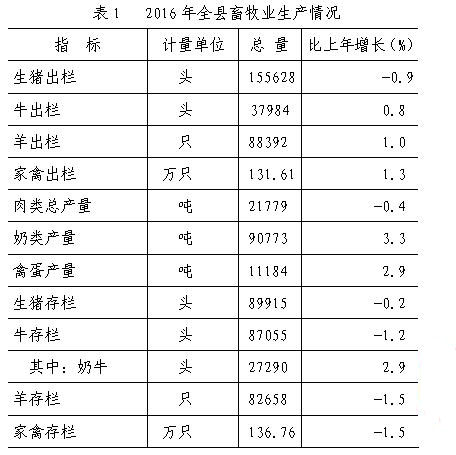 表1 2016年全县畜牧业生产情况
指 标 计量单位 总 量 比上年增长(%)
生猪出栏 头 155628 -0.9
牛出栏 头 37984 0.8
羊出栏 只 88392 1.0
家禽出栏 万只 131.61 1.3
肉类总产量 吨 21779 -0.4
奶类产量 吨 90773 3.3
禽蛋产量 吨 11184 2.9
生猪存栏 头 89915 -0.2
牛存栏 头 87055 -1.2
其中：奶牛 头 27290 2.9
羊存栏 只 82658 -1.5
家禽存栏 万只 136.76 -1.5